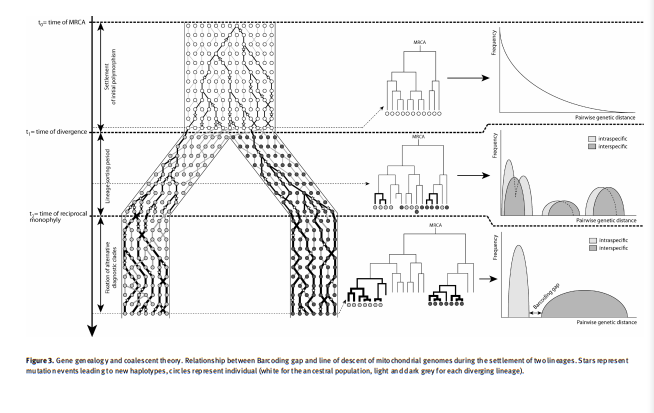 t₀= time of MRCA
Settlement
of initial polymorphism
MRCA
Frequency
Pairwise genetic distance
t₁= time of divergence
Lineage sorting period
MRCA
Frequency
intraspecific
interspecific
Pairwise genetic distance
t₂= time of reciprocal
monophyly
Fixation of alternative
diagnostic clades
MRCA
Frequency
intraspecific
interspecific
Barcoding gap
Pairwise genetic distance
Figure 3. Gene genealogy and coalescent theory. Relationship between Barcoding gap and line of descent of mitochondrial genomes during the settlement of two lineages. Stars represent
mutation events leading to new haplotypes, circles represent individual (white for the ancestral population, light and dark grey for each diverging lineage).